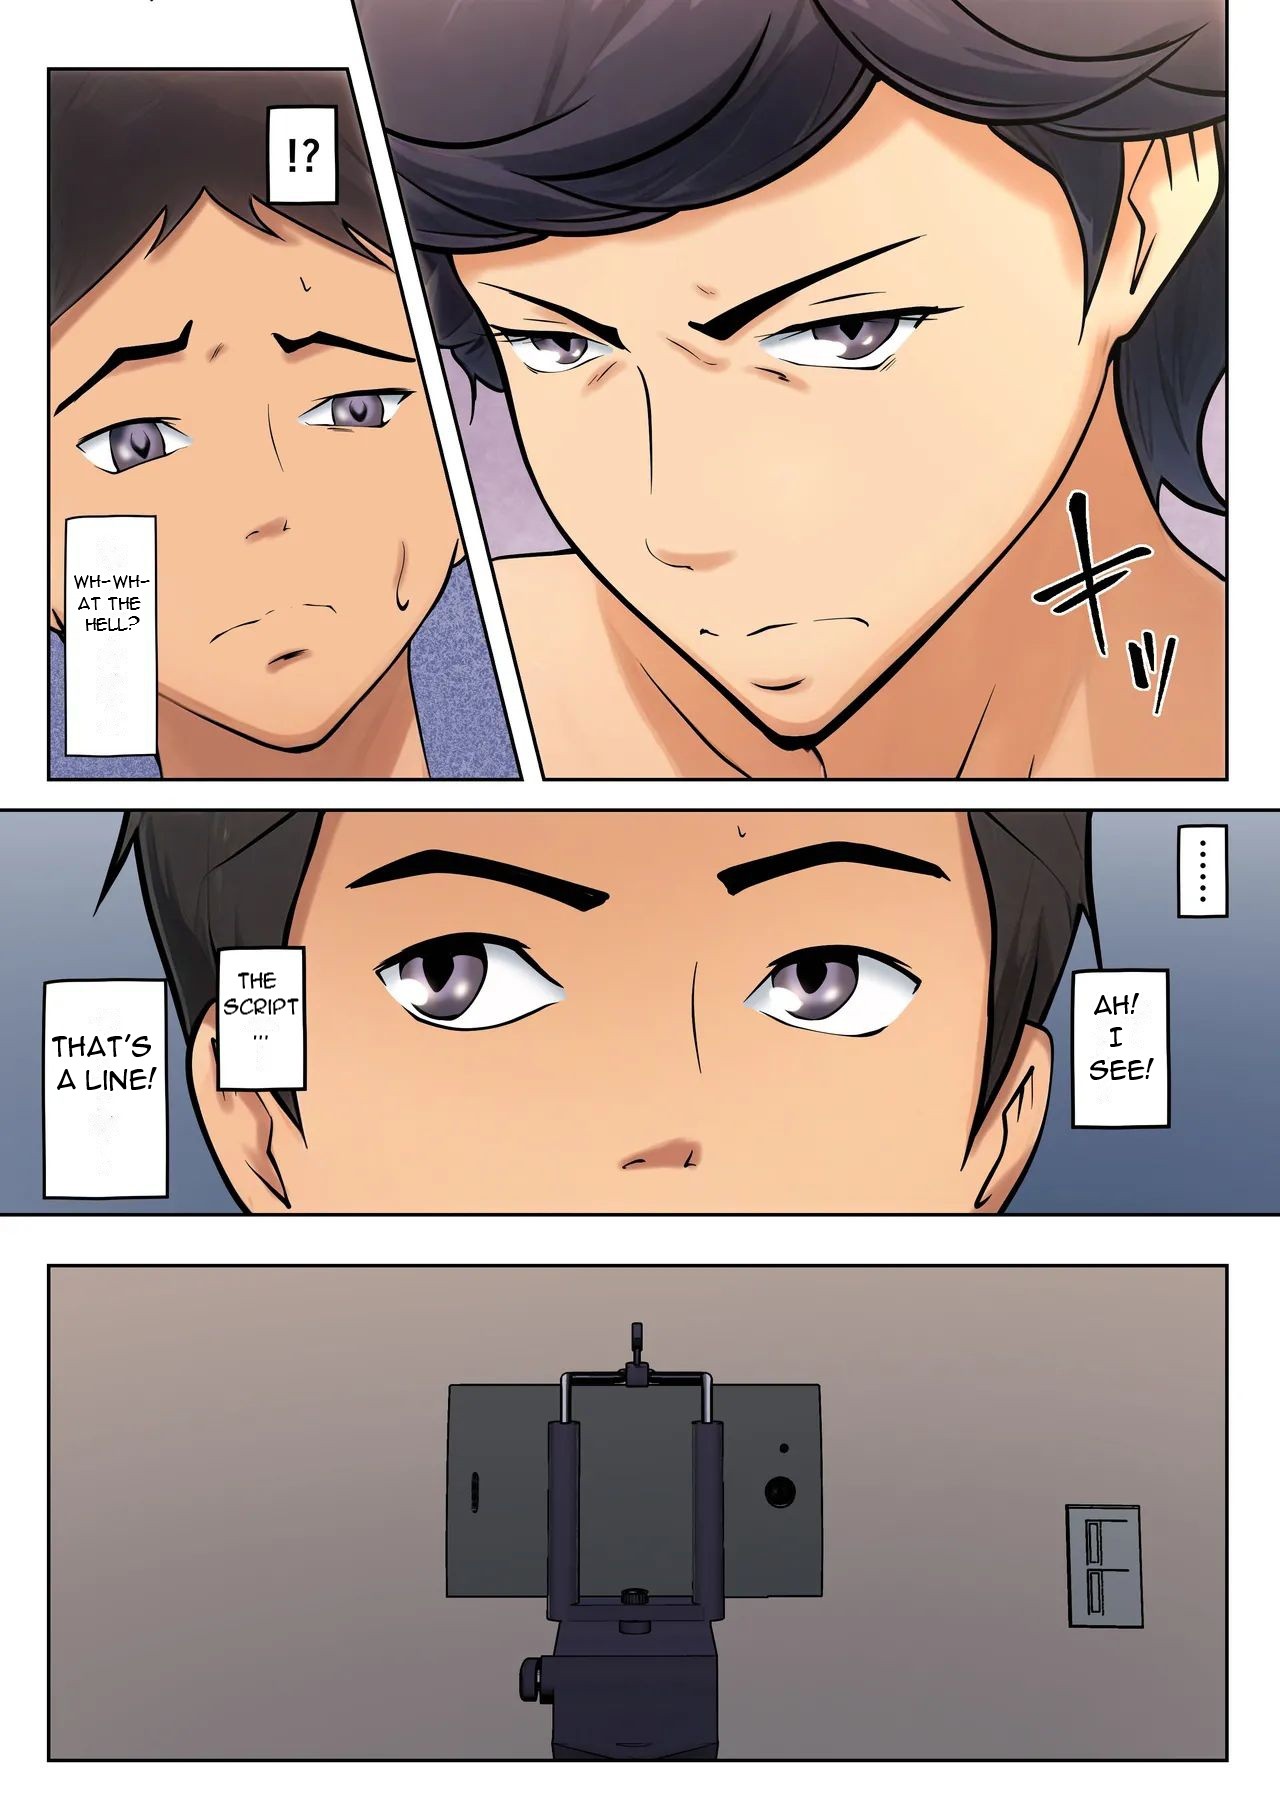 キッ
!?
WH-WH-
AT THE
HELL?
......
AH!
I
SEE!
THE
SCRIPT
...
THAT'S
A LINE!